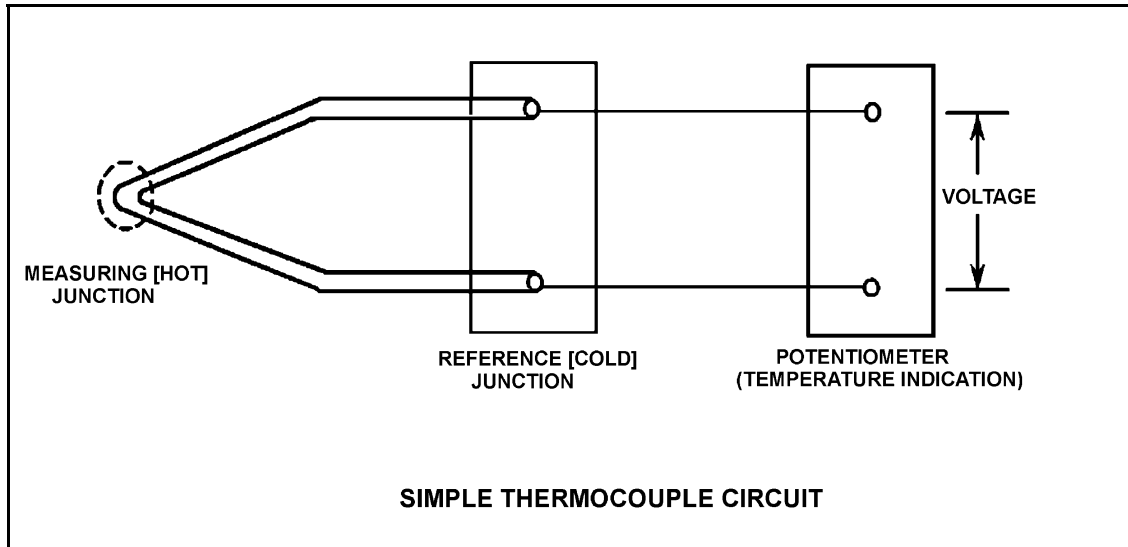 VOLTAGE
MEASURING [HOT]
JUNCTION
REFERENCE [COLD]
JUNCTION
POTENTIOMETER
(TEMPERATURE INDICATION)
SIMPLE THERMOCOUPLE CIRCUIT